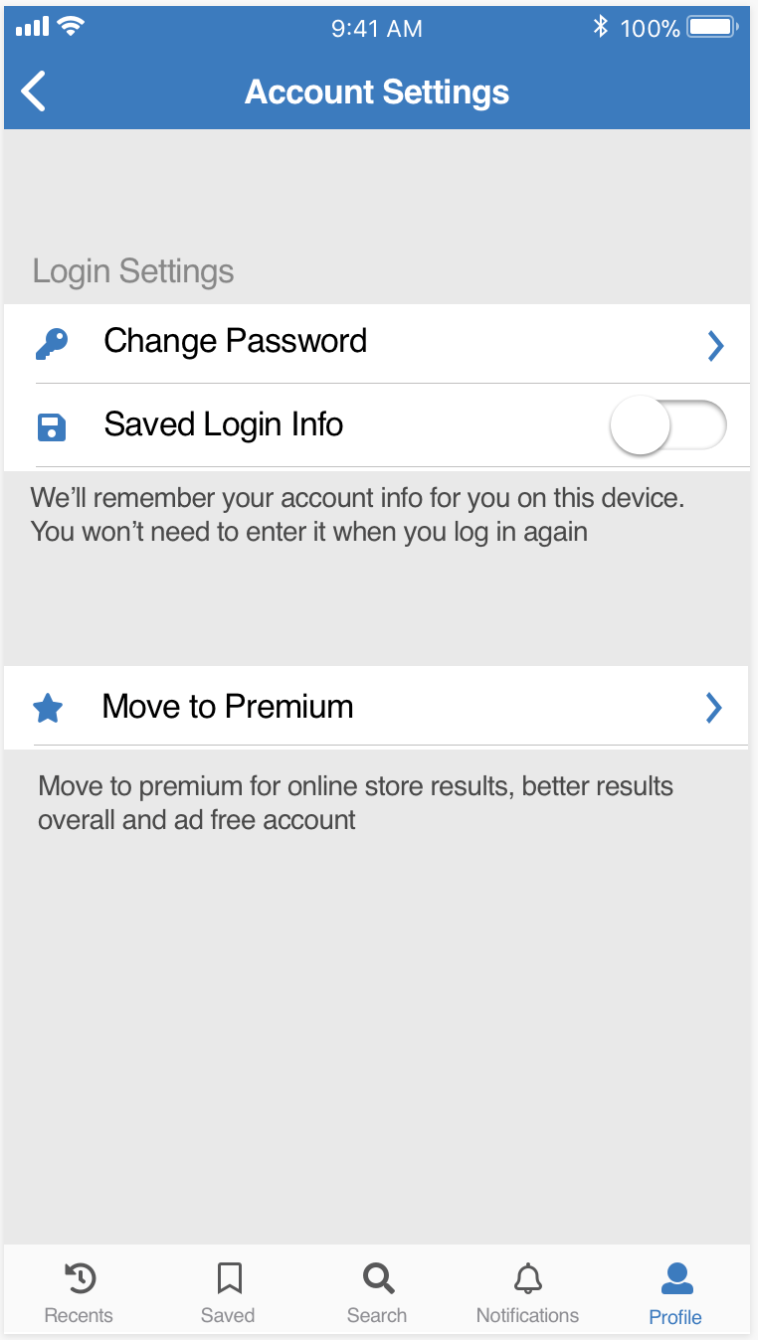 9:41 AM 100%
Account Settings
Login Settings
Change Password
Saved Login Info
We’ll remember your account info for you on this device.
You won’t need to enter it when you log in again
Move to Premium
Move to premium for online store results, better results
overall and ad free account
Recents Saved Search Notifications Profile